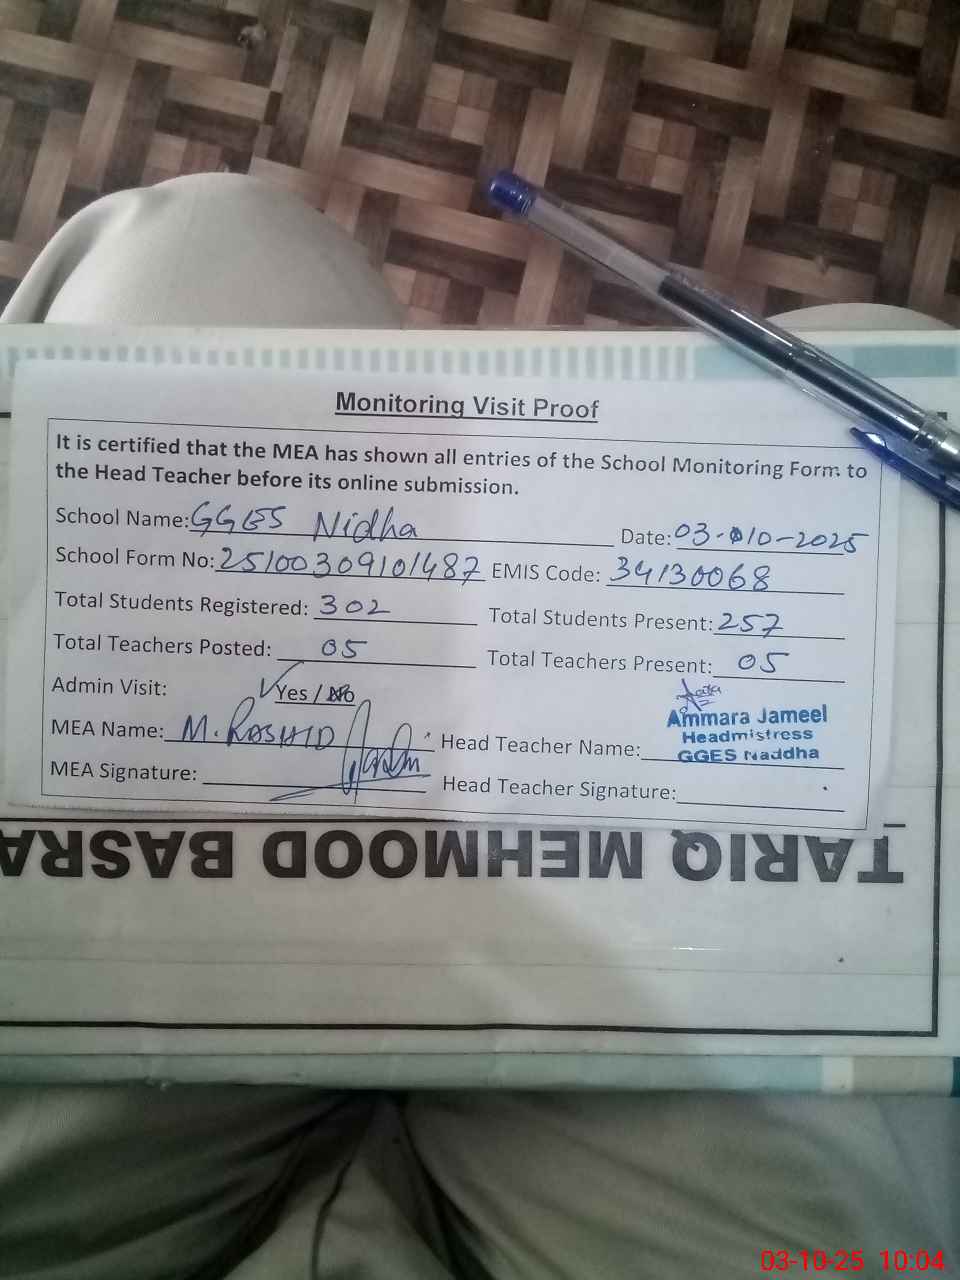 Monitoring Visit Proof
It is certified that the MEA has shown all entries of the School Monitoring Form to
the Head Teacher before its online submission.
School Name: GGES Nidha Date: 03-10-2025
School Form No: 25100309101487 EMIS Code: 34130068
Total Students Registered: 302 Total Students Present: 257
Total Teachers Posted: 05 Total Teachers Present: 05
Admin Visit: Yes / No
MEA Name: M. RASHID Head Teacher Name: Ammara Jameel
Headmistress
GGES Naddha
MEA Signature: Head Teacher Signature:
TARIQ MEHMOOD BASRA
03-10-25 10:04